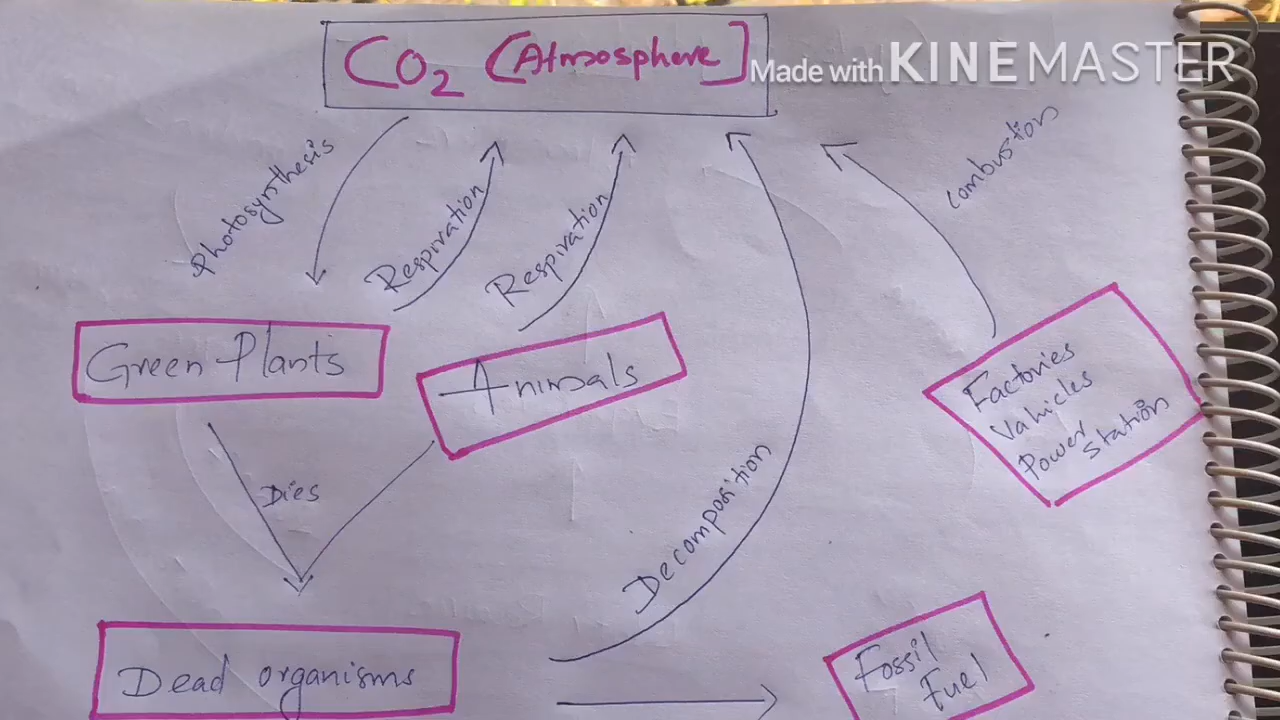 CO2 (Atmosphere)
Made with KINEMASTER
Photosynthesis
Respiration
Respiration
Combustion
Green Plants
Animals
Factories
Vahicles
Power
station
Dies
Decomposition
Dead organisms
Fossil
Fuel